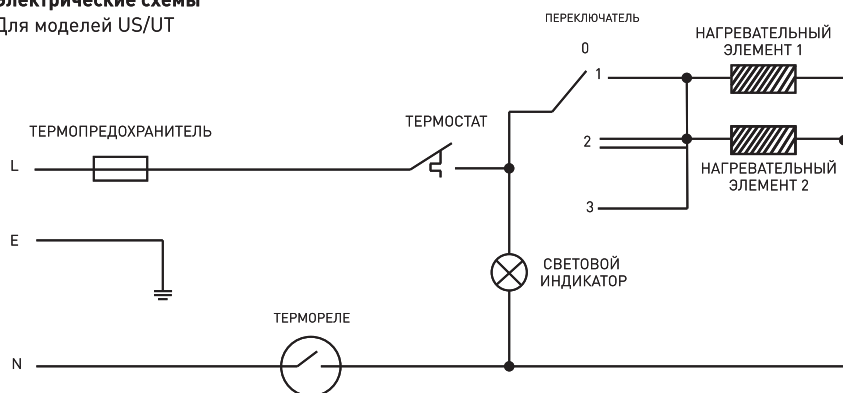 Электрические схемы
Для моделей US/UT
ПЕРЕКЛЮЧАТЕЛЬ
0
1
НАГРЕВАТЕЛЬНЫЙ
ЭЛЕМЕНТ 1
ТЕРМОПРЕДОХРАНИТЕЛЬ
ТЕРМОСТАТ
2
L
НАГРЕВАТЕЛЬНЫЙ
ЭЛЕМЕНТ 2
3
E
СВЕТОВОЙ
ИНДИКАТОР
ТЕРМОРЕЛЕ
N